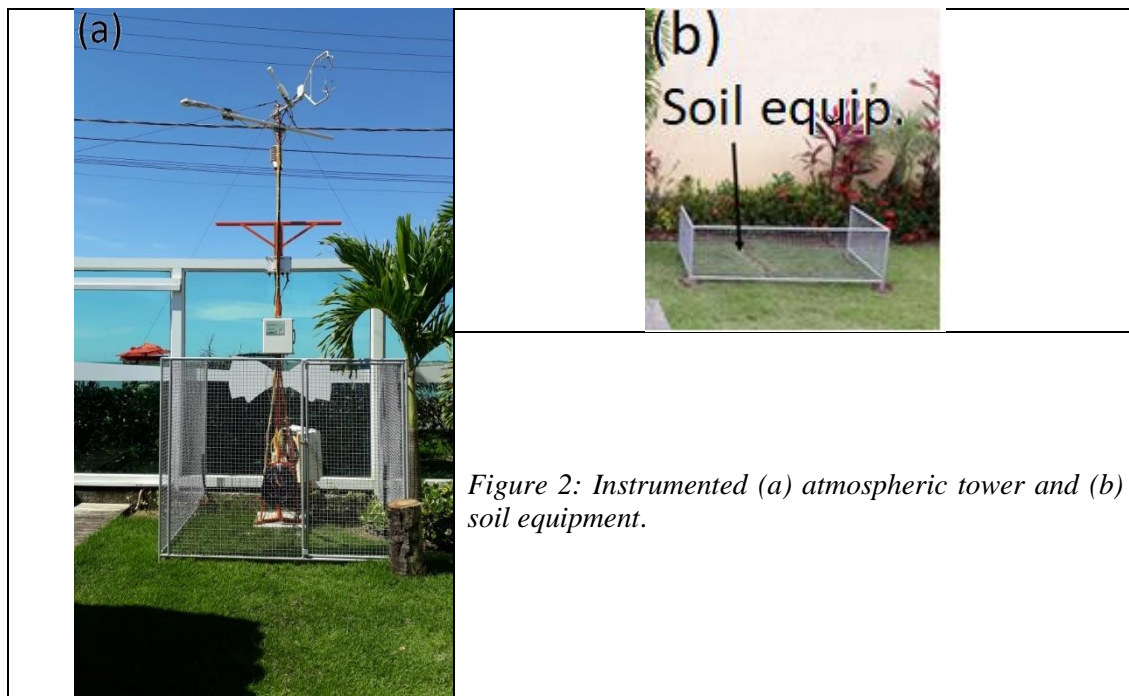 (a)
(b)
Soil equip.
Figure 2: Instrumented (a) atmospheric tower and (b)
soil equipment.